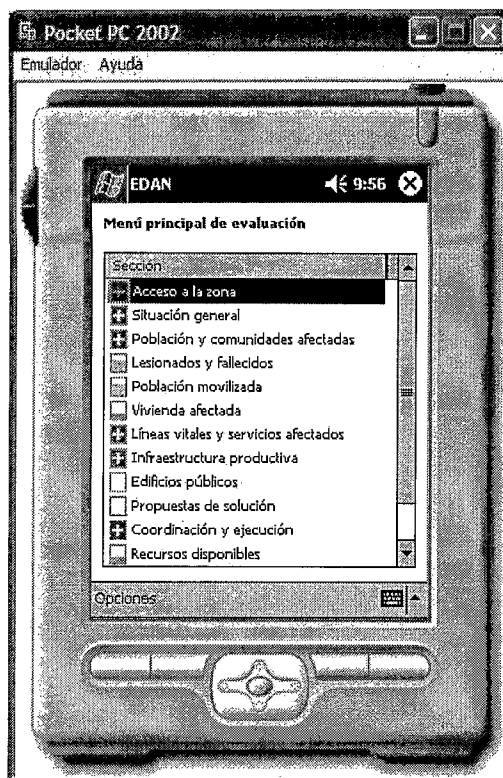 Pocket PC 2002
Emulador Ayuda
EDAN 9:56
Menú principal de evaluación
Sección
Acceso a la zona
Situación general
Población y comunidades afectadas
Lesionados y fallecidos
Población movilizada
Vivienda afectada
Líneas vitales y servicios afectados
Infraestructura productiva
Edificios públicos
Propuestas de solución
Coordinación y ejecución
Recursos disponibles
Opciones